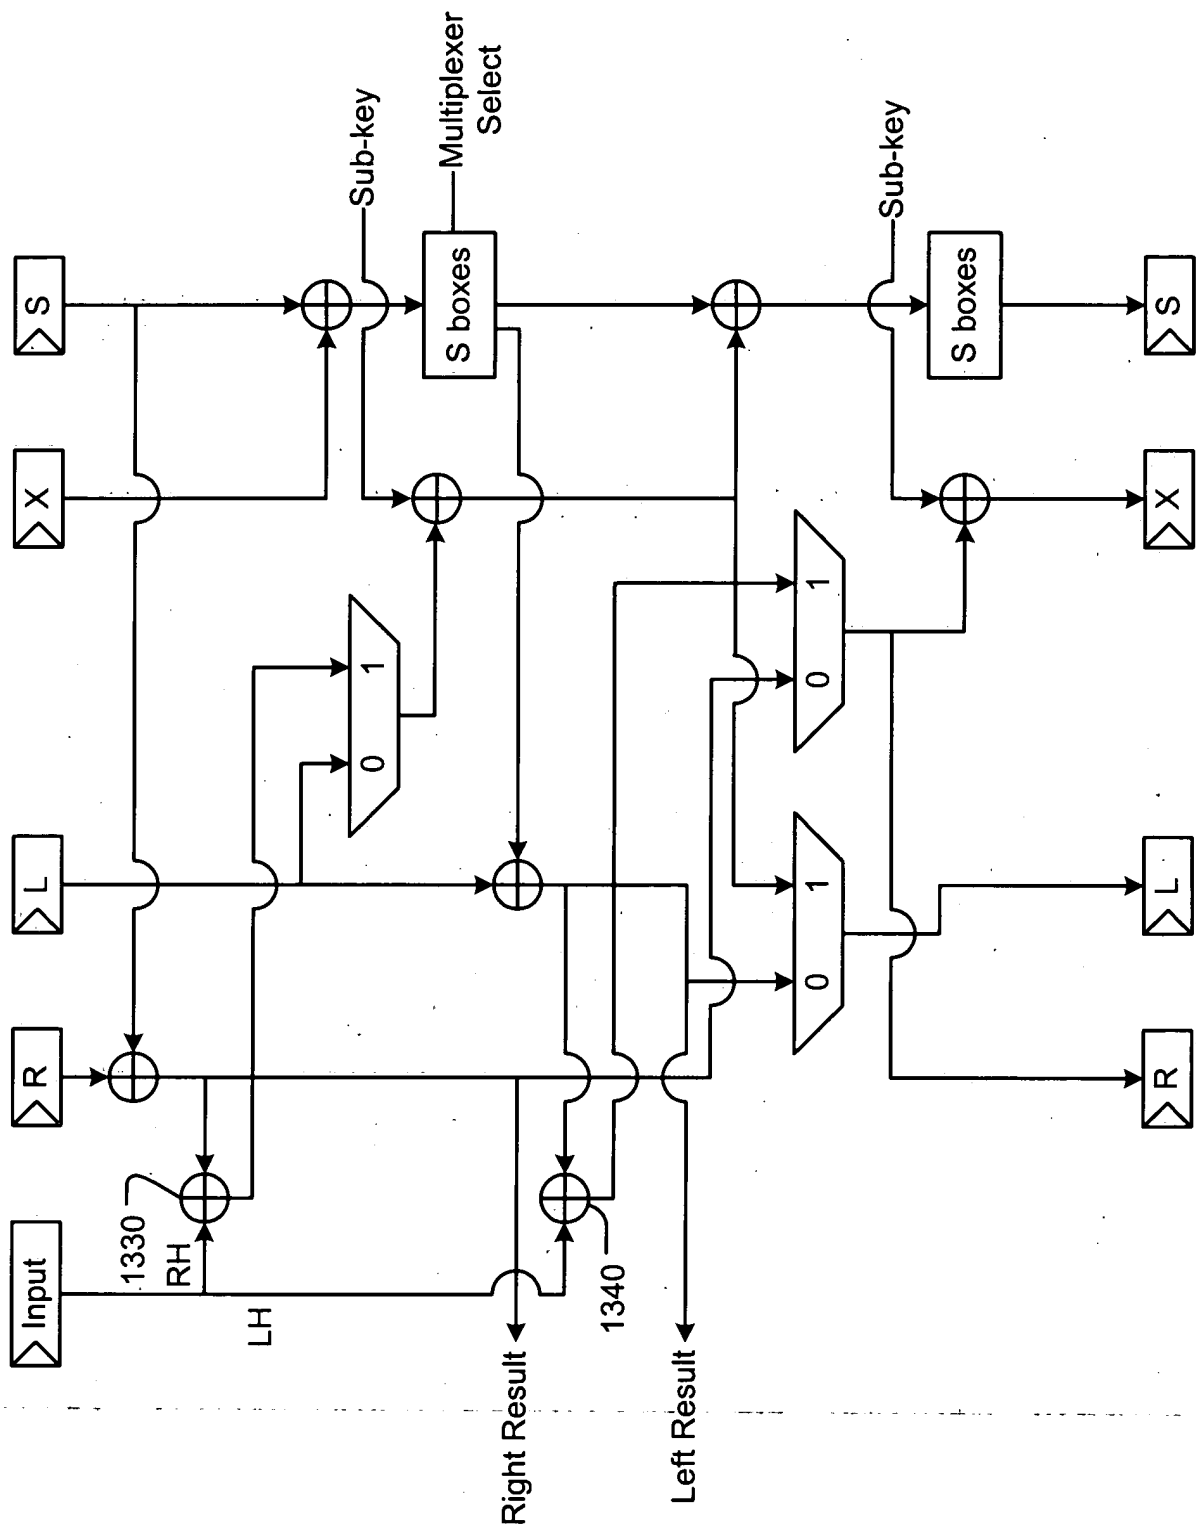 Input
R
L
X
S
1330
RH
LH
Sub-key
Multiplexer
Select
0
1
S boxes
Right Result
1340
Left Result
0
1
0
1
Sub-key
S boxes
R
L
X
S